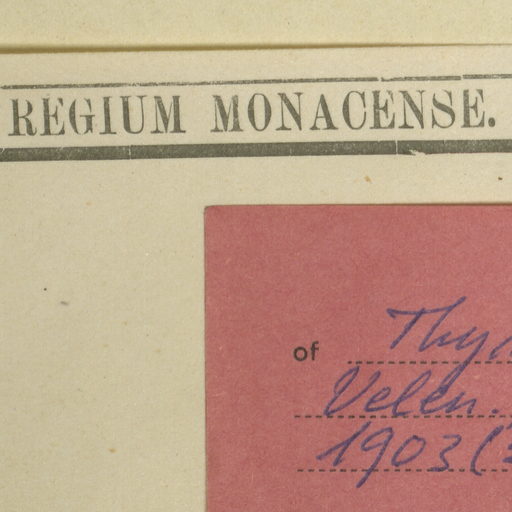 REGIUM MONACENSE.
of
Velen.
1903 (